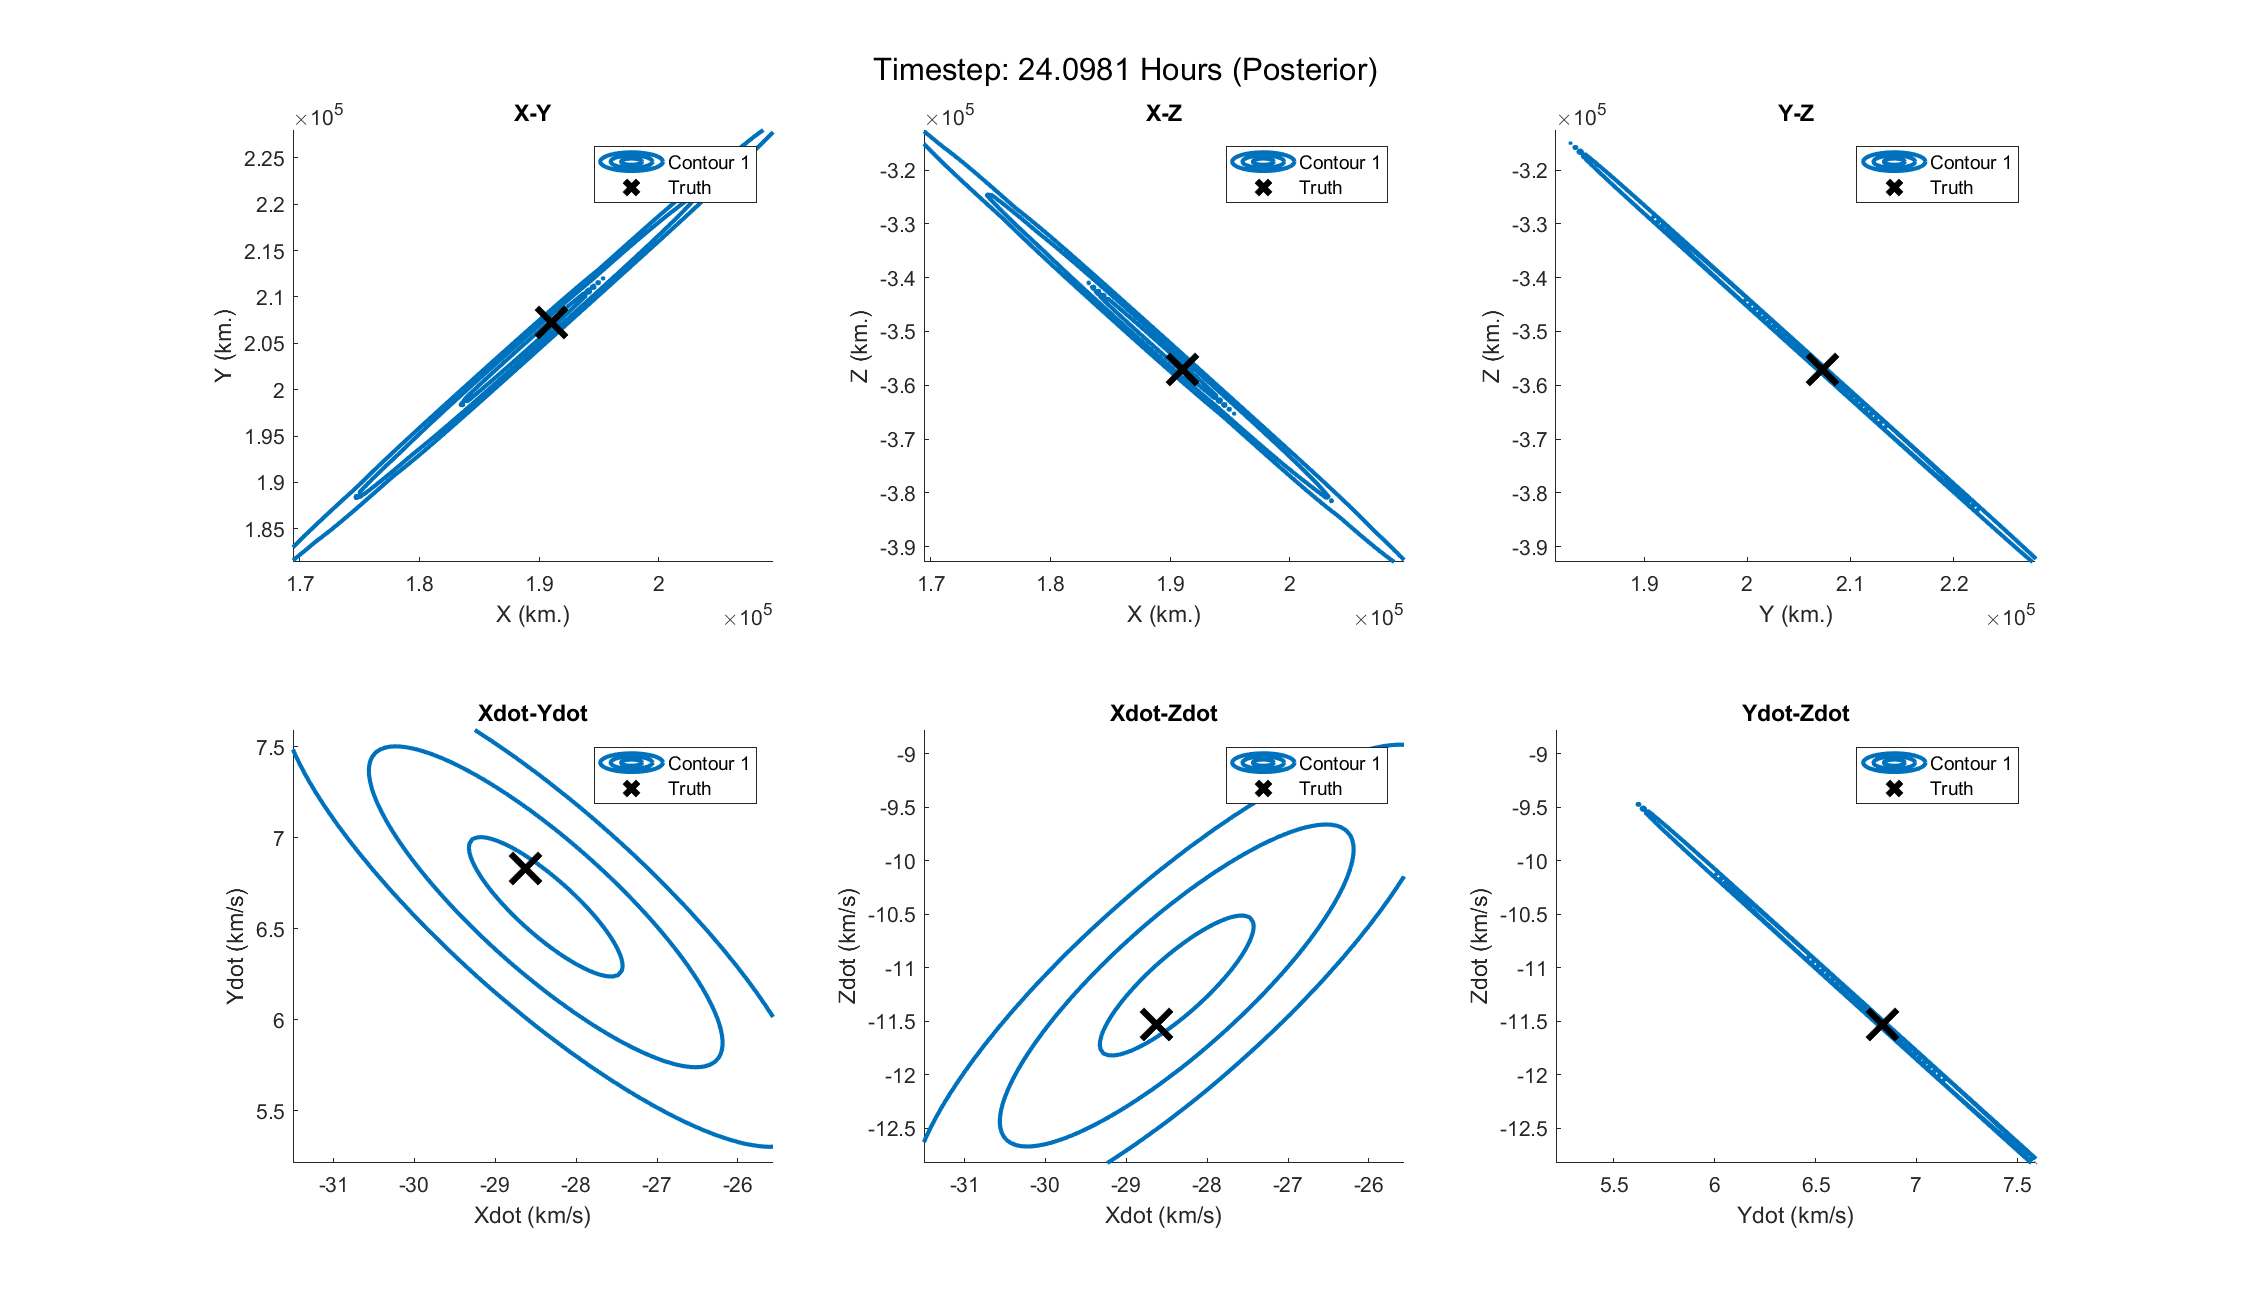 Timestep: 24.0981 Hours (Posterior)
X-Y
×10^5
2.225
2.2
2.15
2.1
2.05
2
1.95
1.9
1.85
Y (km.)
1.7 1.8 1.9 2
X (km.)
×10^5
Contour 1
Truth
X-Z
×10^5
-3.2
-3.3
-3.4
-3.5
-3.6
-3.7
-3.8
-3.9
Z (km.)
1.7 1.8 1.9 2
X (km.)
×10^5
Contour 1
Truth
Y-Z
×10^5
-3.2
-3.3
-3.4
-3.5
-3.6
-3.7
-3.8
-3.9
Z (km.)
1.9 2 2.1 2.2
Y (km.)
×10^5
Contour 1
Truth
Xdot-Ydot
7.5
7
6.5
6
5.5
Ydot (km/s)
-31 -30 -29 -28 -27 -26
Xdot (km/s)
Contour 1
Truth
Xdot-Zdot
-9
-9.5
-10
-10.5
-11
-11.5
-12
-12.5
Zdot (km/s)
-31 -30 -29 -28 -27 -26
Xdot (km/s)
Contour 1
Truth
Ydot-Zdot
-9
-9.5
-10
-10.5
-11
-11.5
-12
-12.5
Zdot (km/s)
5.5 6 6.5 7 7.5
Ydot (km/s)
Contour 1
Truth